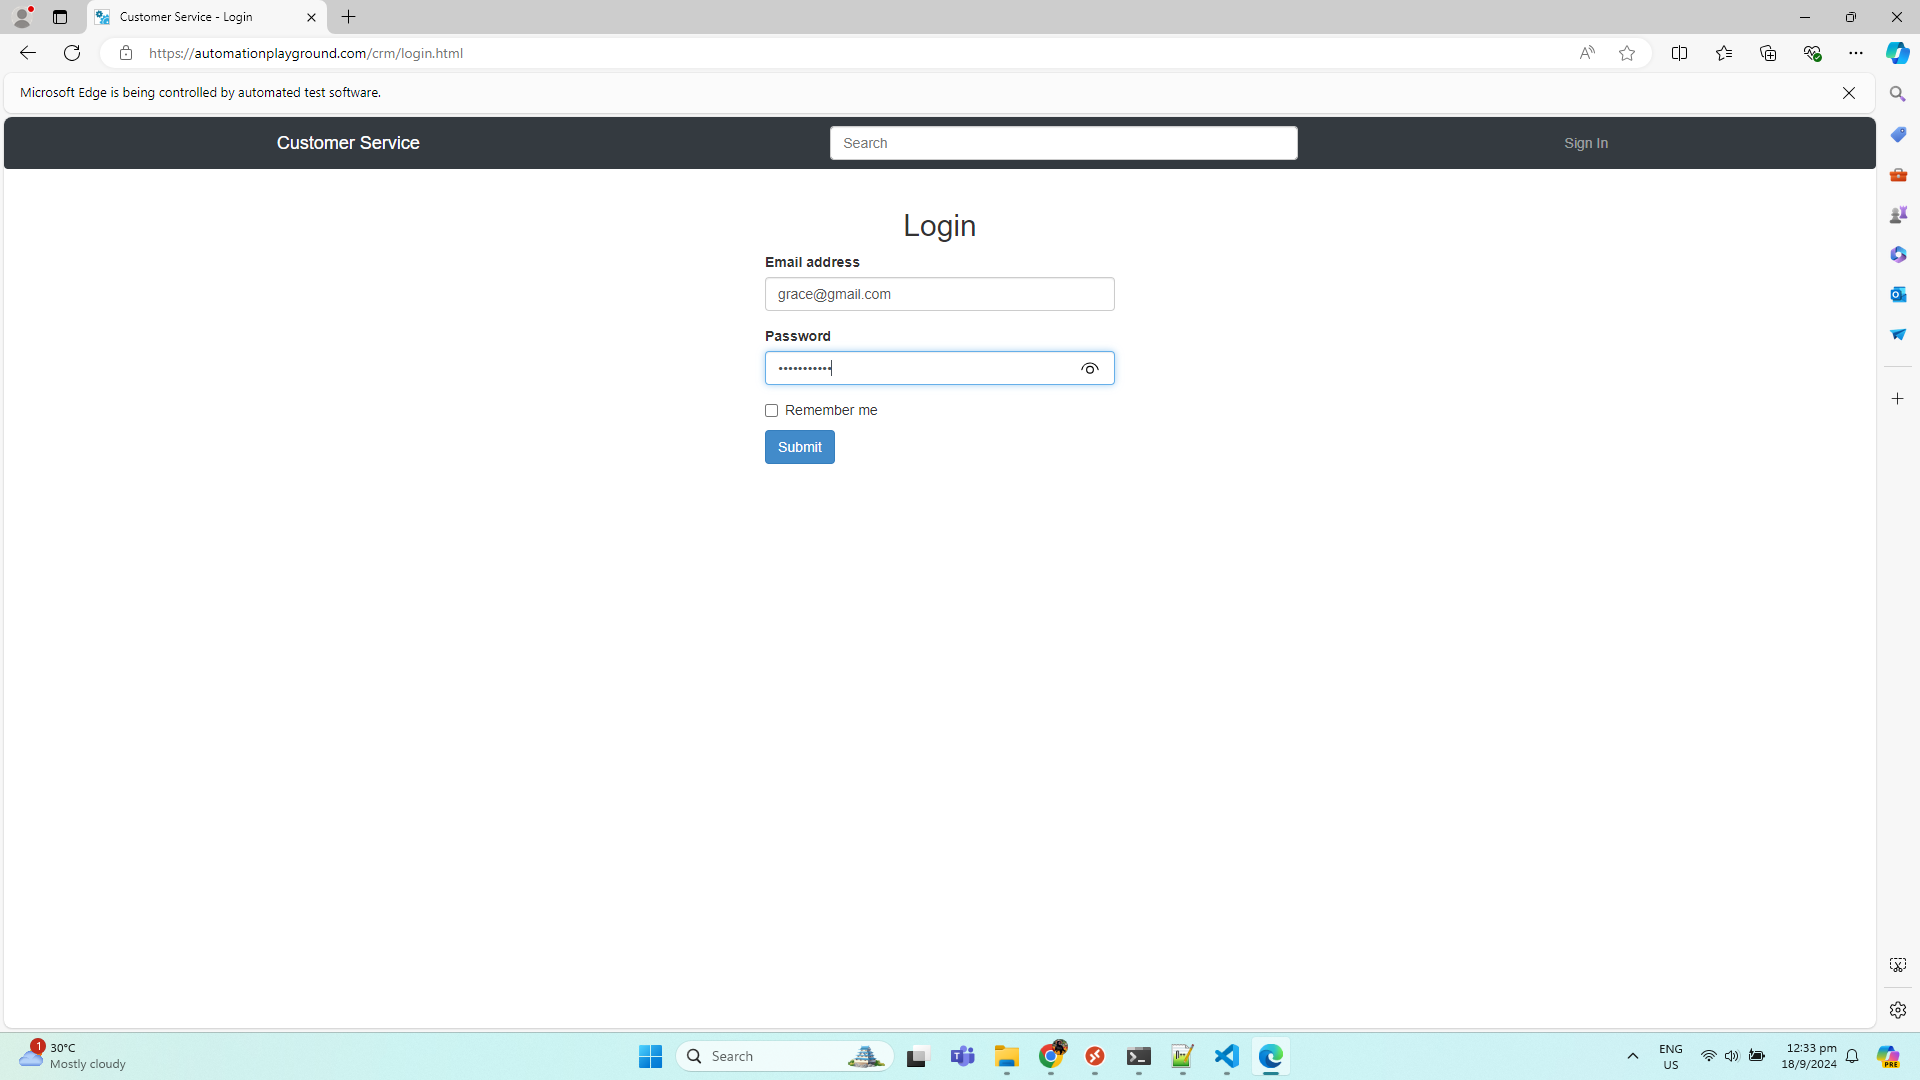 Customer Service - Login
https://automationplayground.com/crm/login.html
Microsoft Edge is being controlled by automated test software.
Customer Service
Search
Sign In
Login
Email address
grace@gmail.com
Password
•••••••••••
Remember me
Submit
1
30°C
Mostly cloudy
Search
ENG
US
12:33 pm
18/9/2024
PRE